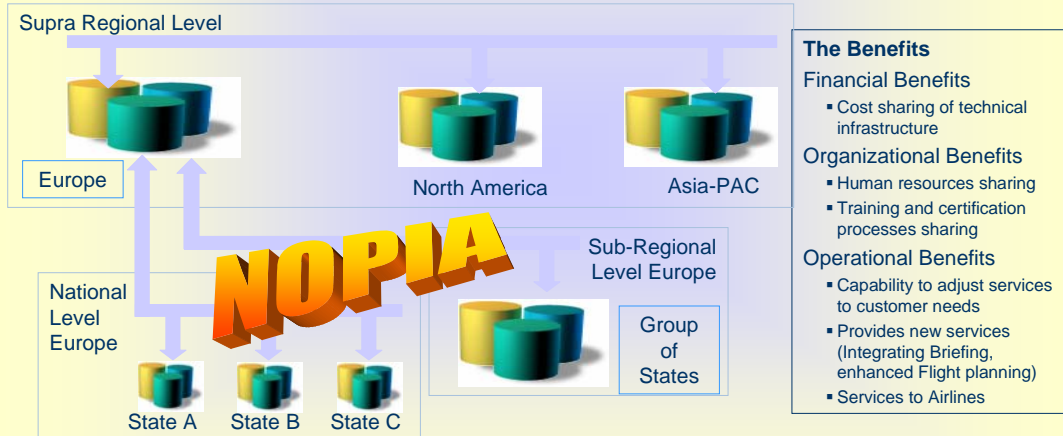 Supra Regional Level
Europe
North America
Asia-PAC
NOPIA
National
Level
Europe
State A
State B
State C
Sub-Regional
Level Europe
Group
of
States
The Benefits
Financial Benefits
▪ Cost sharing of technical
infrastructure
Organizational Benefits
▪ Human resources sharing
▪ Training and certification
processes sharing
Operational Benefits
▪ Capability to adjust services
to customer needs
▪ Provides new services
(Integrating Briefing,
enhanced Flight planning)
▪ Services to Airlines